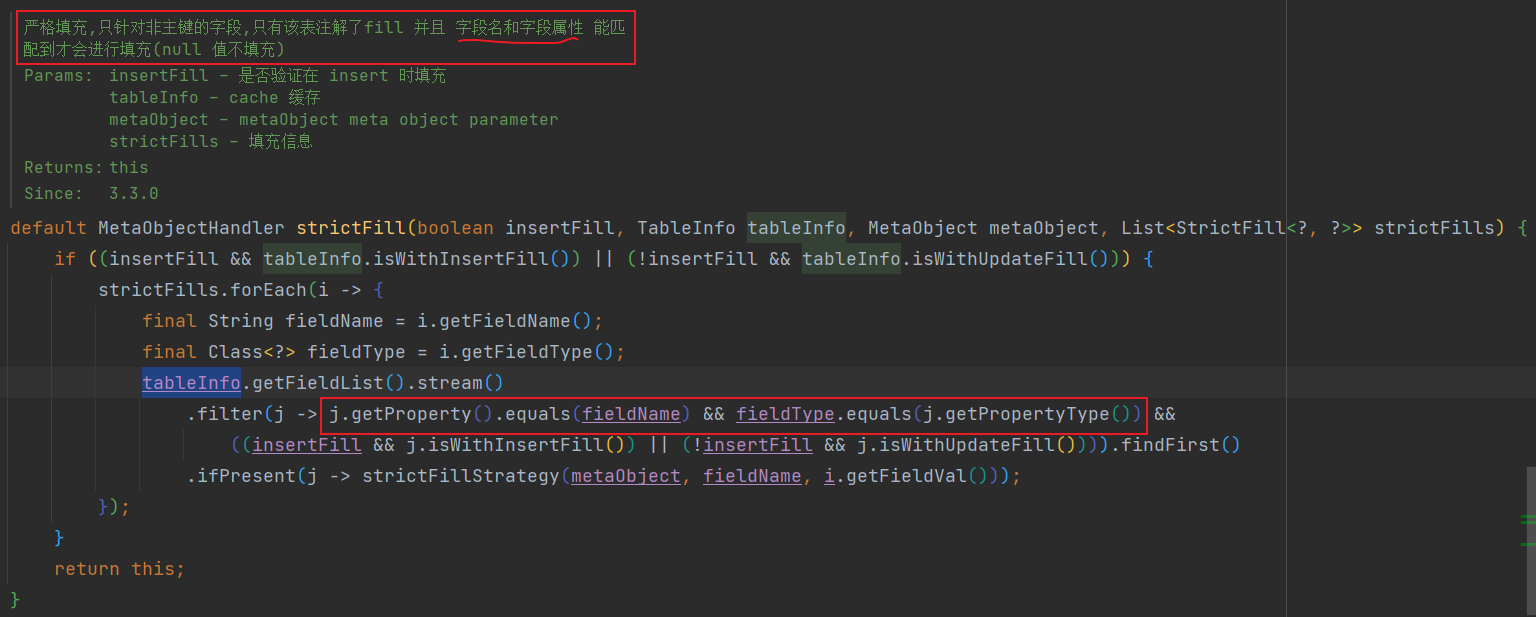 严格填充,只针对非主键的字段,只有该表注解了fill 并且 字段名和字段属性 能匹
配到才会进行填充(null 值不填充)
Params: insertFill – 是否验证在 insert 时填充
tableInfo – cache 缓存
metaObject – metaObject meta object parameter
strictFills – 填充信息
Returns: this
Since: 3.3.0
default MetaObjectHandler strictFill(boolean insertFill, TableInfo tableInfo, MetaObject metaObject, List<StrictFill<?, ?>> strictFills) {
if ((insertFill && tableInfo.isWithInsertFill()) || (!insertFill && tableInfo.isWithUpdateFill())) {
strictFills.forEach(i -> {
final String fieldName = i.getFieldName();
final Class<?> fieldType = i.getFieldType();
tableInfo.getFieldList().stream()
.filter(j -> j.getProperty().equals(fieldName) && fieldType.equals(j.getPropertyType()) &&
((insertFill && j.isWithInsertFill()) || (!insertFill && j.isWithUpdateFill()))).findFirst()
.ifPresent(j -> strictFillStrategy(metaObject, fieldName, i.getFieldVal()));
});
}
return this;
}